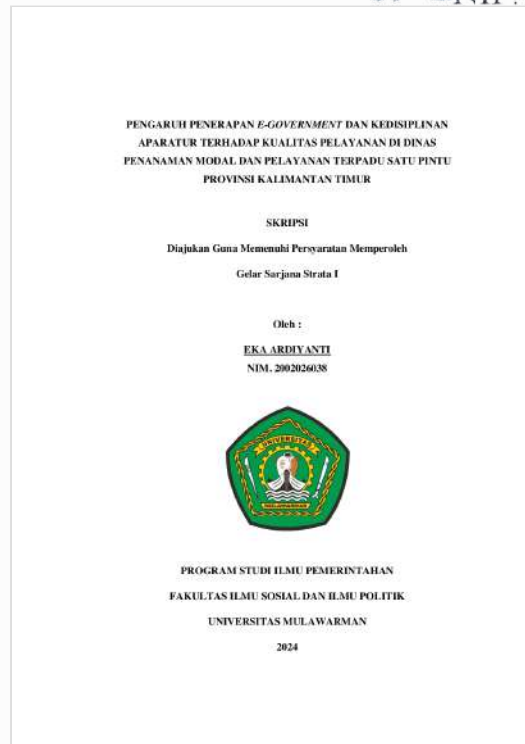 PENGARUH PENERAPAN E-GOVERNMENT DAN KEDISIPLINAN
APARATUR TERHADAP KUALITAS PELAYANAN DI DINAS
PENANAMAN MODAL DAN PELAYANAN TERPADU SATU PINTU
PROVINSI KALIMANTAN TIMUR
SKRIPSI
Diajukan Guna Memenuhi Persyaratan Memperoleh
Gelar Sarjana Strata I
Oleh :
EKA ARDIYANTI
NIM. 2002026038
UNIVERSITAS
MULAWARMAN
PROGRAM STUDI ILMU PEMERINTAHAN
FAKULTAS ILMU SOSIAL DAN ILMU POLITIK
UNIVERSITAS MULAWARMAN
2024